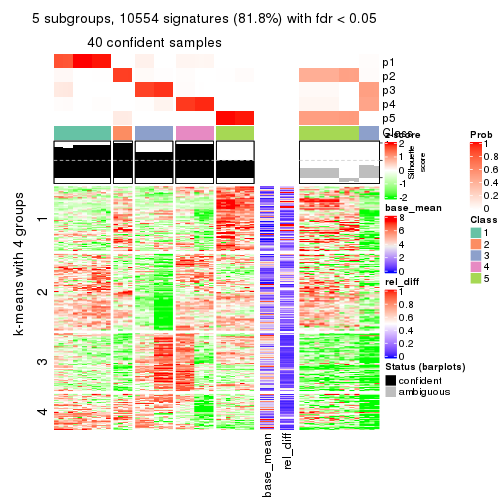 5 subgroups, 10554 signatures (81.8%) with fdr < 0.05
40 confident samples
p1
p2
p3
p4
p5
Class
Silhouette
score
k-means with 4 groups
1
2
3
4
base_mean
rel_diff
z-score
2
1
0
-1
-2
base_mean
8
6
4
2
0
rel_diff
1
0.8
0.6
0.4
0.2
0
Status (barplots)
confident
ambiguous
Prob
1
0.8
0.6
0.4
0.2
0
Class
1
2
3
4
5